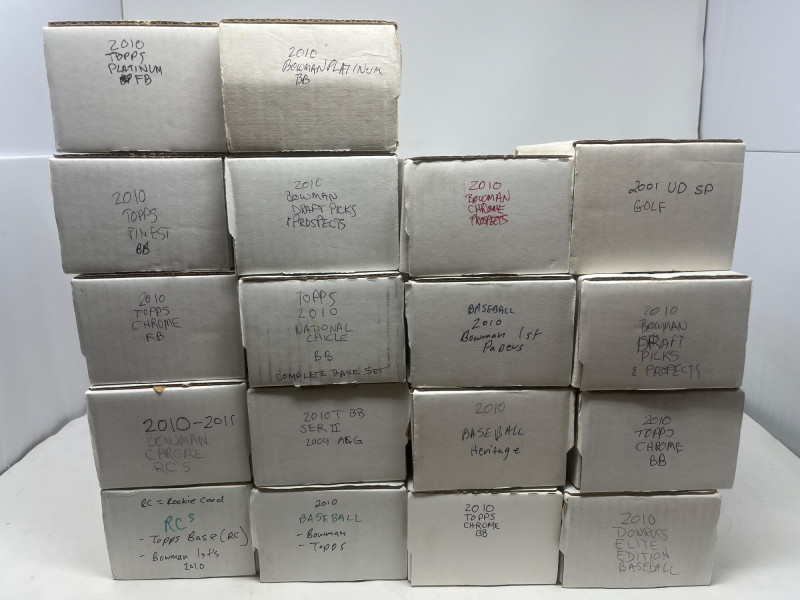 2010
TOPPS
PLATINUM
FB
2010
BOWMAN PLATINUM
BB
2010
TOPPS
FINEST
BB
2010
BOWMAN
DRAFT PICKS
& PROSPECTS
2010
BOWMAN
CHROME
PROSPECTS
2001 UD SP
GOLF
2010
TOPPS
CHROME
BB
TOPPS
2010
NATIONAL
CHICLE
BB
COMPLETE BASE SET
BASEBALL
2010
Bowman 1st
Papers
2010
BOWMAN
DRAFT
PICKS
& PROPECTS
2010-2011
BOWMAN
CHROME
RC'S
2010 T BB
SER II
2009 A&G
2010
BASEBALL
Heritage
2010
TOPPS
CHROME
BB
RC = Rookie Card
RCs
- Topps Base (RC)
- Bowman 1sts
2010
2010
BASEBALL
- Bowman
- Topps
2010
TOPPS
CHROME
BB
2010
DONRUSS
ELITE
EDITION
BASEBALL